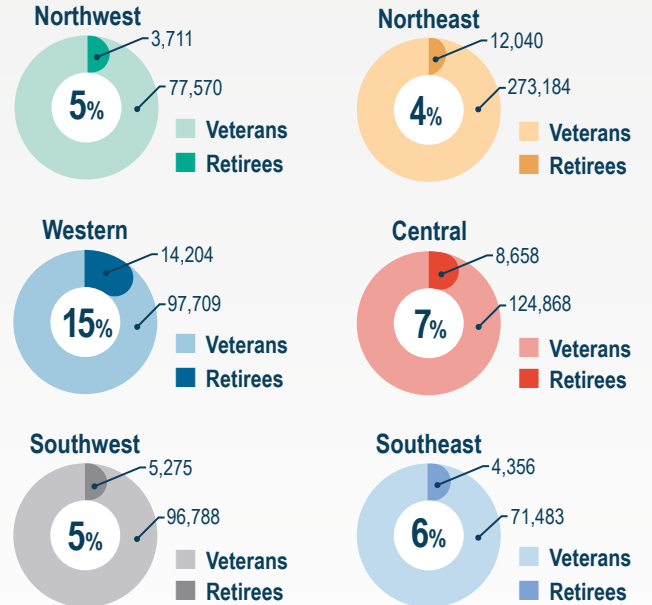 Northwest
3,711
77,570
5%
Veterans
Retirees
Northeast
12,040
273,184
4%
Veterans
Retirees
Western
14,204
97,709
15%
Veterans
Retirees
Central
8,658
124,868
7%
Veterans
Retirees
Southwest
5,275
96,788
5%
Veterans
Retirees
Southeast
4,356
71,483
6%
Veterans
Retirees